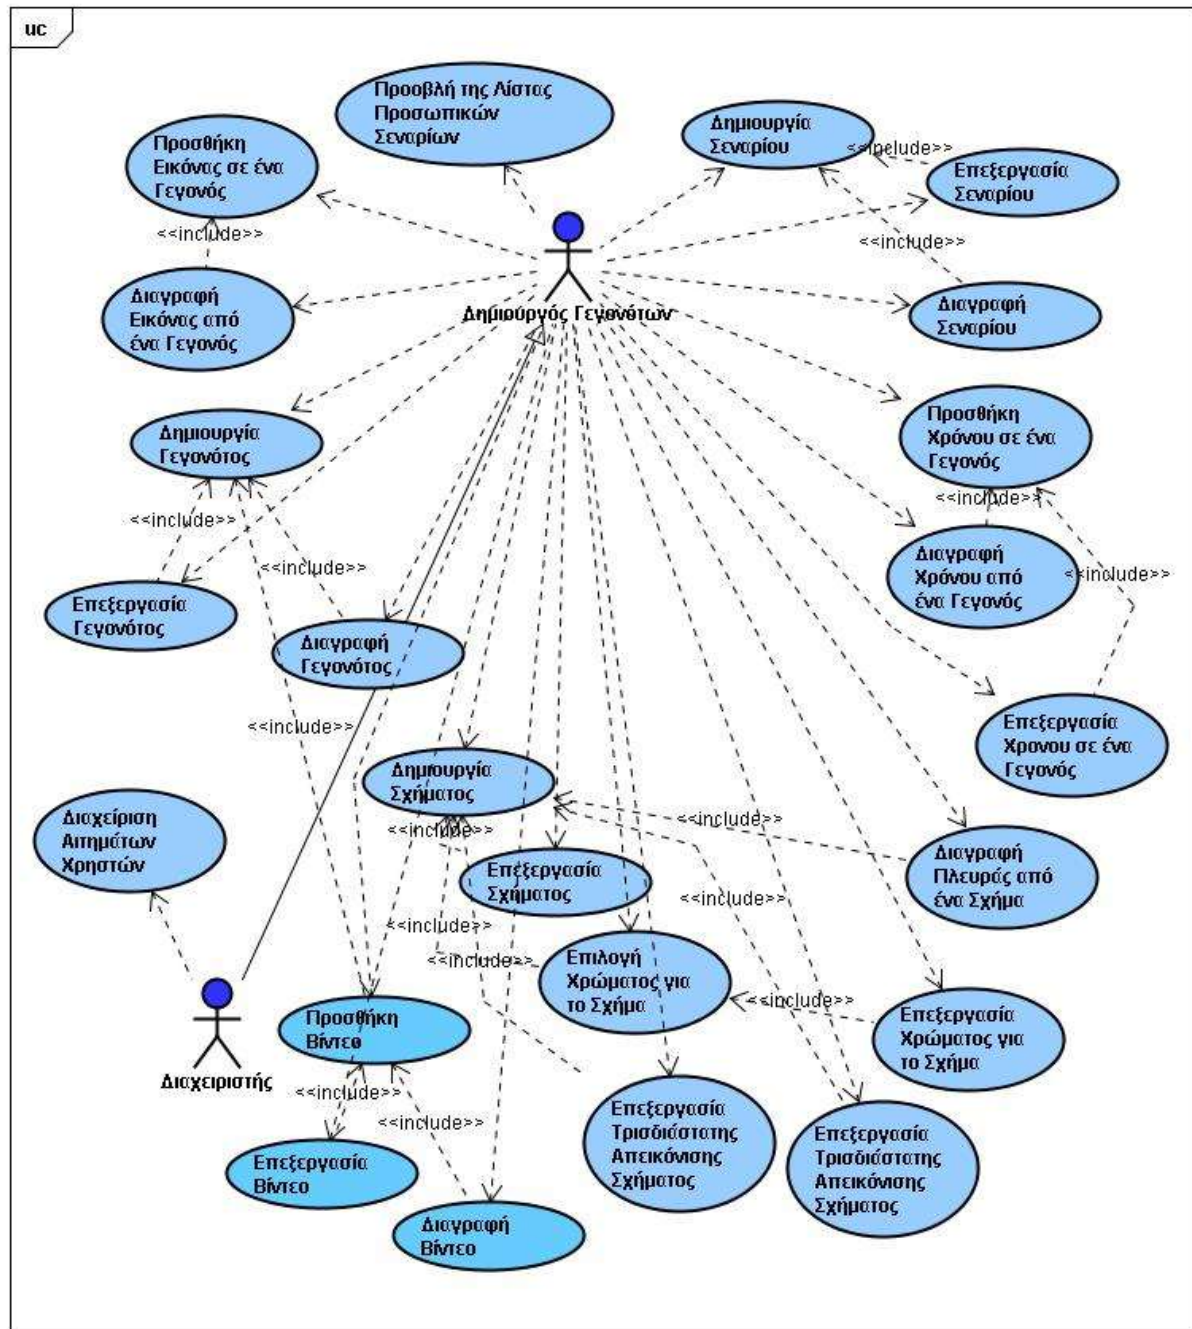 uc
Προοβλή της Λίστας
Προσωπικών
Σεναρίων
Δημιουργία
Σεναρίου
Προσθήκη
Εικόνας σε ένα
Γεγονός
<<include>>
Επεξεργασία
Σεναρίου
<<include>>
<<include>>
Διαγραφή
Εικόνας από
ένα Γεγονός
Δημιούργός Γεγονότων
Διαγραφή
Σεναρίου
Προσθήκη
Χρόνου σε ένα
Γεγονός
Δημιουργία
Γεγονότος
<<include>>
<<include>>
Διαγραφή
Χρόνου από
ένα Γεγονός
<<include>>
<<include>>
Επεξεργασία
Γεγονότος
Διαγραφή
Γεγονότος
<<include>>
Επεξεργασία
Χρονου σε ένα
Γεγονός
Δημιουργία
Σχήματος
Διαχείριση
Αιτημάτων
Χρηστών
<<include>>
<<include>>
Επεξεργασία
Σχήματος
Διαγραφή
Πλευράς από
ένα Σχήμα
<<include>>
<<include>>
<<include>>
Επιλογή
Χρώματος για
το Σχήμα
<<include>>
Επεξεργασία
Χρώματος για
το Σχήμα
Προσθήκη
Βίντεο
Διαχειριστής
<<include>>
<<include>>
Επεξεργασία
Τρισδιάστατης
Απεικόνισης
Σχήματος
Επεξεργασία
Τρισδιάστατης
Απεικόνισης
Σχήματος
Επεξεργασία
Βίντεο
Διαγραφή
Βίντεο